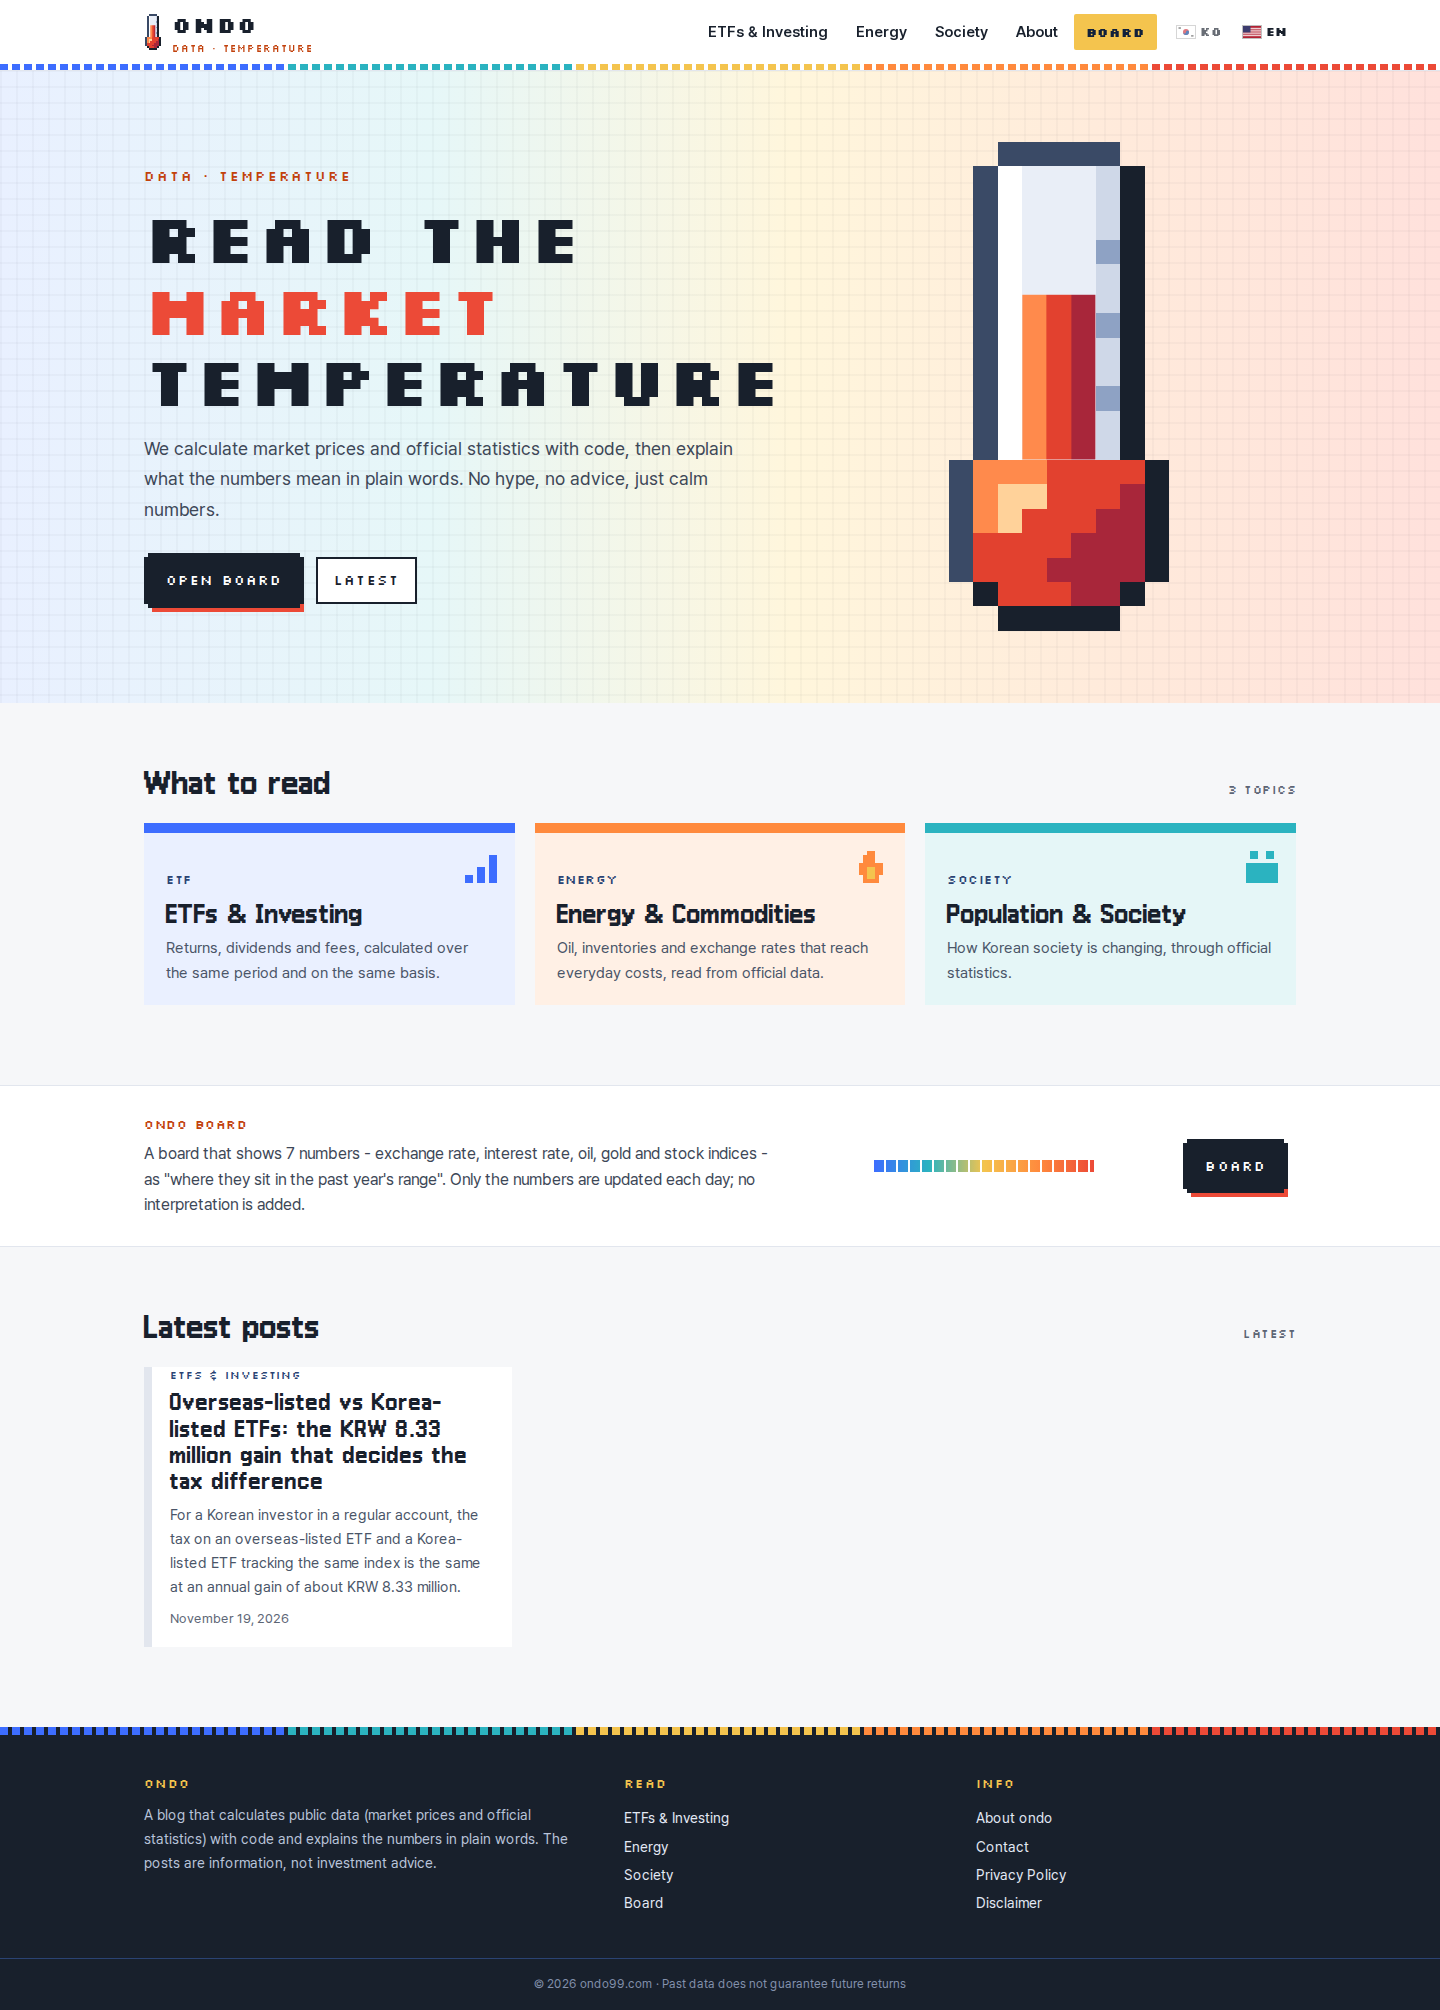 ONDO
DATA · TEMPERATURE
ETFs & Investing
Energy
Society
About
BOARD
KO
EN
DATA · TEMPERATURE
READ THE
MARKET
TEMPERATURE
We calculate market prices and official statistics with code, then explain
what the numbers mean in plain words. No hype, no advice, just calm
numbers.
OPEN BOARD
LATEST
What to read
3 TOPICS
ETF
ETFs & Investing
Returns, dividends and fees, calculated over
the same period and on the same basis.
ENERGY
Energy & Commodities
Oil, inventories and exchange rates that reach
everyday costs, read from official data.
SOCIETY
Population & Society
How Korean society is changing, through official
statistics.
ONDO BOARD
A board that shows 7 numbers - exchange rate, interest rate, oil, gold and stock indices -
as "where they sit in the past year's range". Only the numbers are updated each day; no
interpretation is added.
BOARD
Latest posts
LATEST
ETFS & INVESTING
Overseas-listed vs Korea-
listed ETFs: the KRW 8.33
million gain that decides the
tax difference
For a Korean investor in a regular account, the
tax on an overseas-listed ETF and a Korea-
listed ETF tracking the same index is the same
at an annual gain of about KRW 8.33 million.
November 19, 2026
ONDO
A blog that calculates public data (market prices and official
statistics) with code and explains the numbers in plain words. The
posts are information, not investment advice.
READ
ETFs & Investing
Energy
Society
Board
INFO
About ondo
Contact
Privacy Policy
Disclaimer
© 2026 ondo99.com · Past data does not guarantee future returns